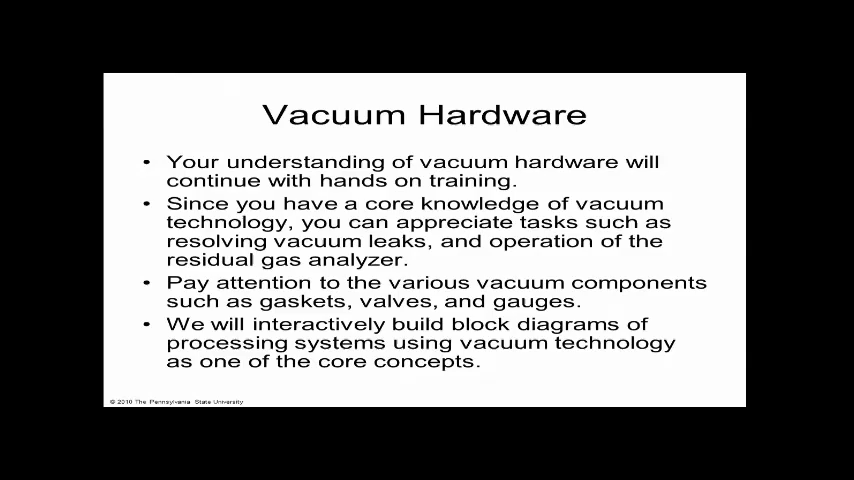 Vacuum Hardware
• Your understanding of vacuum hardware will
continue with hands on training.
• Since you have a core knowledge of vacuum
technology, you can appreciate tasks such as
resolving vacuum leaks, and operation of the
residual gas analyzer.
• Pay attention to the various vacuum components
such as gaskets, valves, and gauges.
• We will interactively build block diagrams of
processing systems using vacuum technology
as one of the core concepts.
© 2010 The Pennsylvania State University